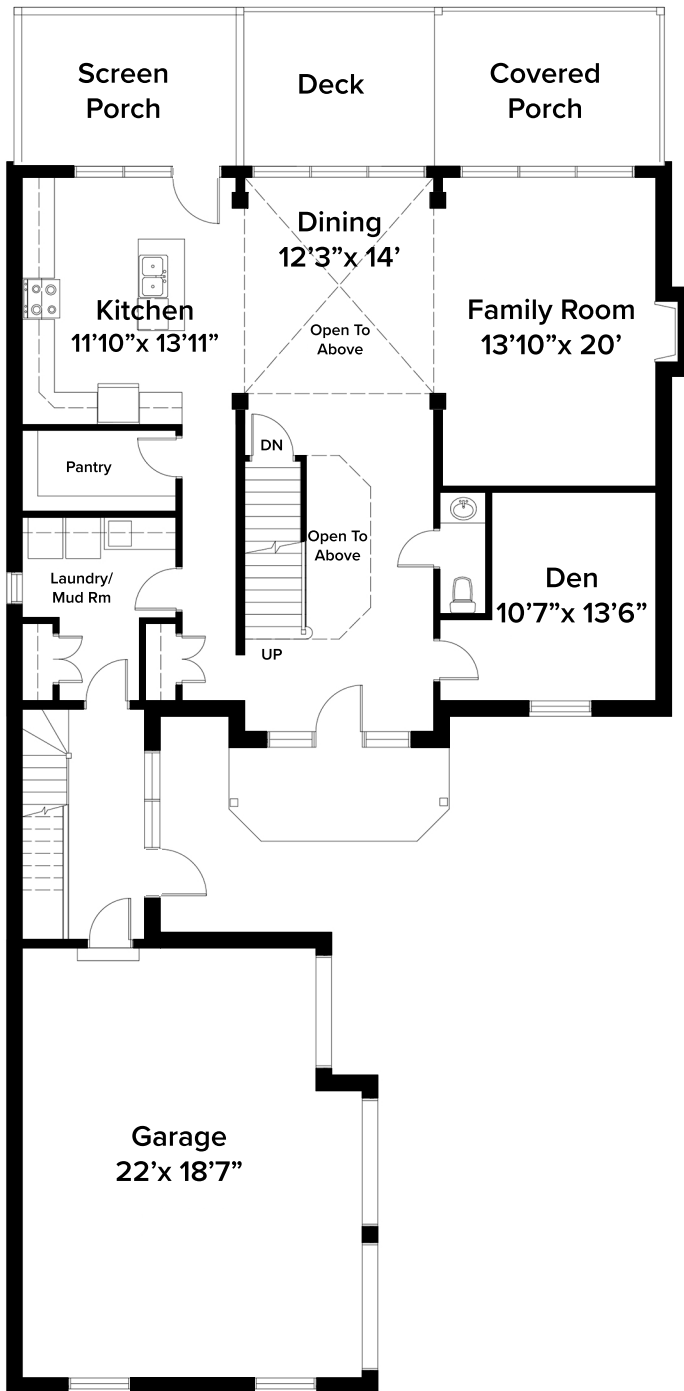 Screen
Porch
Deck
Covered
Porch
Dining
12’3”x 14’
Kitchen
11’10”x 13’11”
Open To
Above
Family Room
13’10”x 20’
Pantry
DN
Open To
Above
Laundry/
Mud Rm
Den
10’7”x 13’6”
UP
Garage
22’x 18’7”